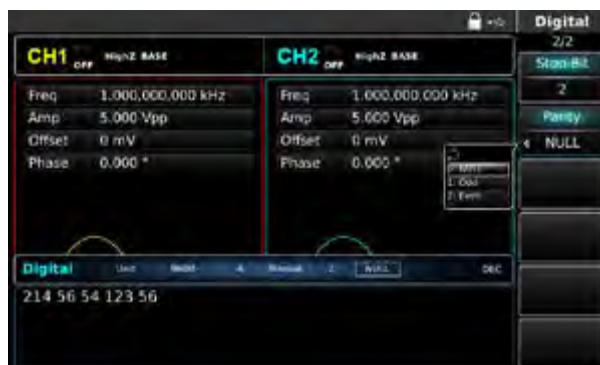 Digital
2/2
CH1 OFF HighZ BASE
CH2 OFF HighZ BASE
Stop-Bit
2
Freq 1.000,000,000 kHz
Freq 1.000,000,000 kHz
Amp 5.000 Vpp
Amp 5.000 Vpp
Parity
Offset 0 mV
Offset 0 mV
NULL
Phase 0.000 °
Phase 0.000 °
1: Odd
2: Even
Digital Uart Manual 2 NULL DEC
214 56 54 123 56